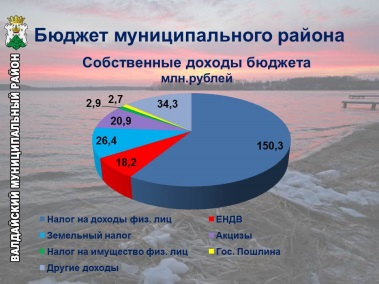 Бюджет муниципального района
Собственные доходы бюджета
млн.рублей
ВАЛДАЙСКИЙ МУНИЦИПАЛЬНЫЙ РАЙОН
2,9
2,7
34,3
20,9
26,4
18,2
150,3
Налог на доходы физ. лиц
ЕНДВ
Земельный налог
Акцизы
Налог на имущество физ. лиц
Гос. Пошлина
Другие доходы